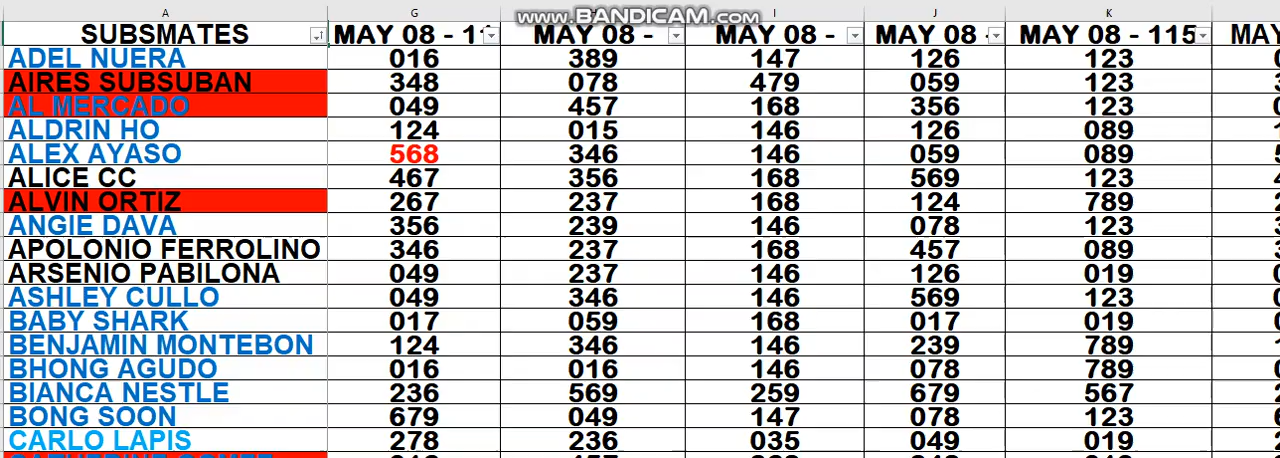 www.BANDICAM.com
A G H I J K
SUBSMATES MAY 08 - 11 MAY 08 - MAY 08 - MAY 08 - MAY 08 - 115 MAY
ADEL NUERA 016 389 147 126 123
AIRES SUBSUBAN 348 078 479 059 123
AL MERCADO 049 457 168 356 123
ALDRIN HO 124 015 146 126 089
ALEX AYASO 568 346 146 059 089
ALICE CC 467 356 168 569 123
ALVIN ORTIZ 267 237 168 124 789
ANGIE DAVA 356 239 146 078 123
APOLONIO FERROLINO 346 237 168 457 089
ARSENIO PABILONA 049 237 146 126 019
ASHLEY CULLO 049 346 146 569 123
BABY SHARK 017 059 168 017 019
BENJAMIN MONTEBON 124 346 146 239 789
BHONG AGUDO 016 016 146 078 789
BIANCA NESTLE 236 569 259 679 567
BONG SOON 679 049 147 078 123
CARLO LAPIS 278 236 035 049 019